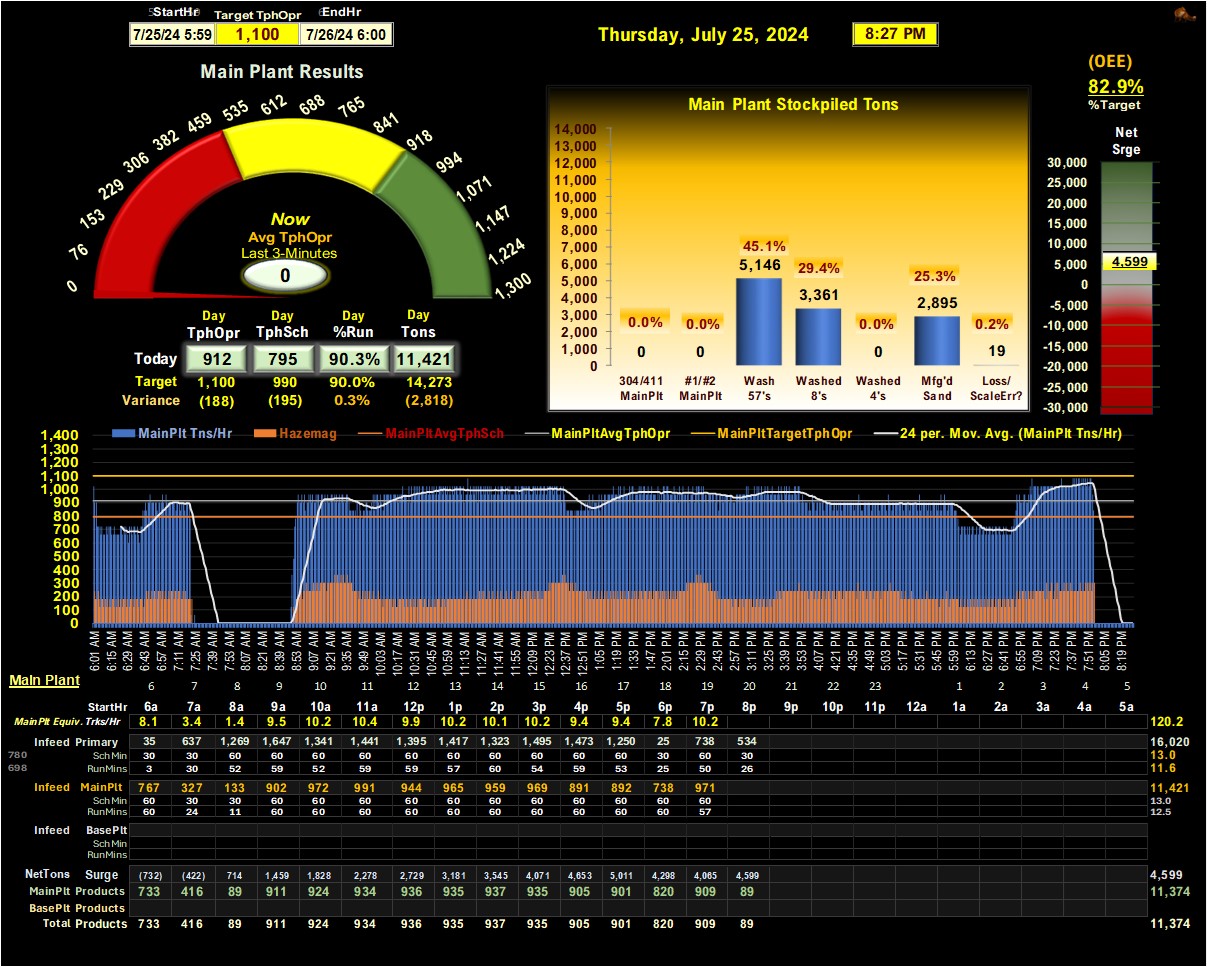 StartHr Target TphOpr EndHr
7/25/24 5:59 1,100 7/26/24 6:00
Thursday, July 25, 2024 8:27 PM
(OEE)
82.9%
%Target
Main Plant Results
0 76 153 229 306 382 459 535 612 688 765 841 918 994 1,071 1,147 1,224 1,300
Now
Avg TphOpr
Last 3-Minutes
0
Day Day Day Day
TphOpr TphSch %Run Tons
Today 912 795 90.3% 11,421
Target 1,100 990 90.0% 14,273
Variance (188) (195) 0.3% (2,818)
Main Plant Stockpiled Tons
14,000
13,000
12,000
11,000
10,000
9,000
8,000
7,000
6,000
5,000
4,000
3,000
2,000
1,000
0
0.0% 0.0% 45.1% 29.4% 0.0% 25.3% 0.2%
0 0 5,146 3,361 0 2,895 19
304/411 #1/#2 Wash Washed Washed Mfg'd Loss/
MainPlt MainPlt 57's 8's 4's Sand ScaleErr?
Net
Srge
30,000
25,000
20,000
15,000
10,000
5,000
0
-5,000
-10,000
-15,000
-20,000
-25,000
-30,000
4,599
MainPlt Tns/Hr Hazemag MainPltAvgTphSch MainPltAvgTphOpr MainPltTargetTphOpr 24 per. Mov. Avg. (MainPlt Tns/Hr)
1,400
1,300
1,200
1,100
1,000
900
800
700
600
500
400
300
200
100
0
6:01 AM 6:15 AM 6:29 AM 6:43 AM 6:57 AM 7:11 AM 7:25 AM 7:39 AM 7:53 AM 8:07 AM 8:21 AM 8:39 AM 8:53 AM 9:07 AM 9:21 AM 9:35 AM 9:49 AM 10:03 AM 10:17 AM 10:31 AM 10:45 AM 10:59 AM 11:13 AM 11:27 AM 11:41 AM 11:55 AM 12:09 PM 12:23 PM 12:37 PM 12:51 PM 1:05 PM 1:19 PM 1:33 PM 1:47 PM 2:01 PM 2:15 PM 2:29 PM 2:43 PM 2:57 PM 3:11 PM 3:25 PM 3:39 PM 3:53 PM 4:07 PM 4:21 PM 4:35 PM 4:49 PM 5:03 PM 5:17 PM 5:31 PM 5:45 PM 5:59 PM 6:13 PM 6:27 PM 6:41 PM 6:55 PM 7:09 PM 7:23 PM 7:37 PM 7:51 PM 8:05 PM 8:19 PM
Main Plant
6 7 8 9 10 11 12 13 14 15 16 17 18 19 20 21 22 23 1 2 3 4 5
StartHr 6a 7a 8a 9a 10a 11a 12p 1p 2p 3p 4p 5p 6p 7p 8p 9p 10p 11p 12a 1a 2a 3a 4a 5a
MainPlt Equiv. Trks/Hr 8.1 3.4 1.4 9.5 10.2 10.4 9.9 10.2 10.1 10.2 9.4 9.4 7.8 10.2 120.2
Infeed Primary 35 637 1,269 1,647 1,341 1,441 1,395 1,417 1,323 1,495 1,473 1,250 25 738 534 16,020
780 SchMin 30 30 60 60 60 60 60 60 60 60 60 60 30 60 30 13.0
698 RunMins 3 30 52 59 52 59 59 57 60 54 59 53 25 50 26 11.6
Infeed MainPlt 767 327 133 902 972 991 944 965 959 969 891 892 738 971 11,421
SchMin 60 30 30 60 60 60 60 60 60 60 60 60 60 60 13.0
RunMins 60 24 11 60 60 60 60 60 60 60 60 60 60 57 12.5
Infeed BasePlt
SchMin
RunMins
NetTons Surge (732) (422) 714 1,459 1,828 2,278 2,729 3,181 3,545 4,071 4,653 5,011 4,298 4,065 4,599 4,599
MainPlt Products 733 416 89 911 924 934 936 935 937 935 905 901 820 909 89 11,374
BasePlt Products
Total Products 733 416 89 911 924 934 936 935 937 935 905 901 820 909 89 11,374